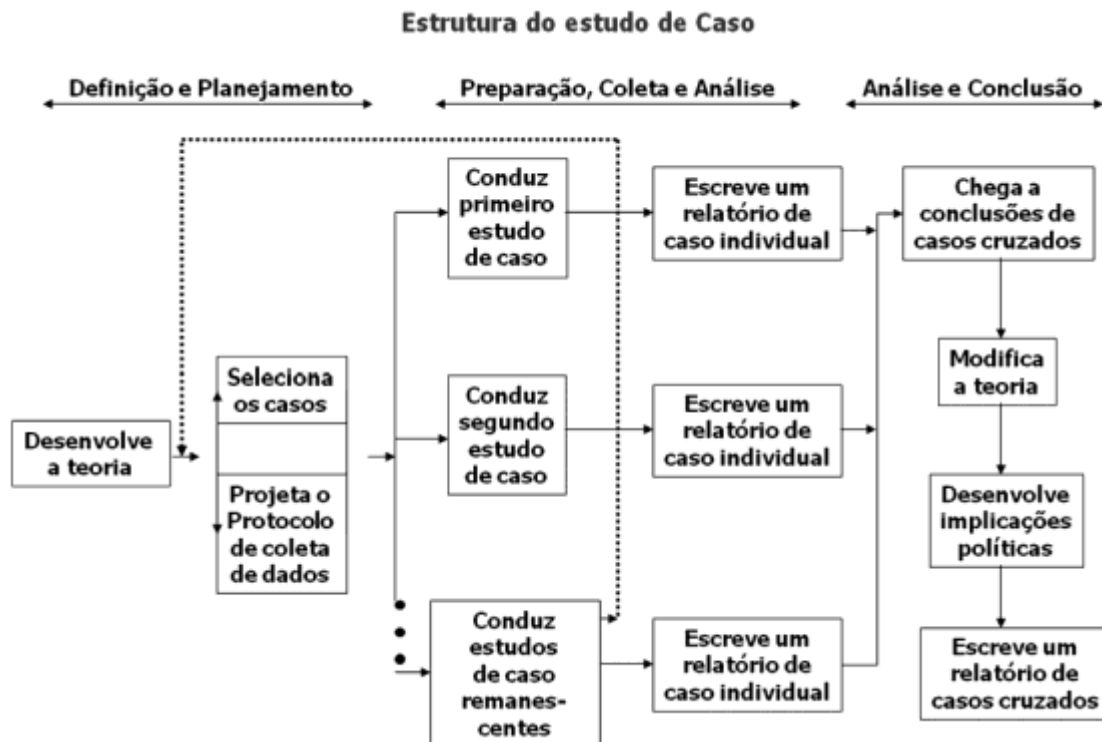 Estrutura do estudo de Caso
Definição e Planejamento
Preparação, Coleta e Análise
Análise e Conclusão
Desenvolve
a teoria
Seleciona
os casos
Projeta o
Protocolo
de coleta
de dados
Conduz
primeiro
estudo
de caso
Escreve um
relatório de
caso individual
Conduz
segundo
estudo
de caso
Escreve um
relatório de
caso individual
Conduz
estudos
de caso
remanes-
centes
Escreve um
relatório de
caso individual
Chega a
conclusões de
casos cruzados
Modifica
a teoria
Desenvolve
implicações
políticas
Escreve um
relatório de
casos cruzados